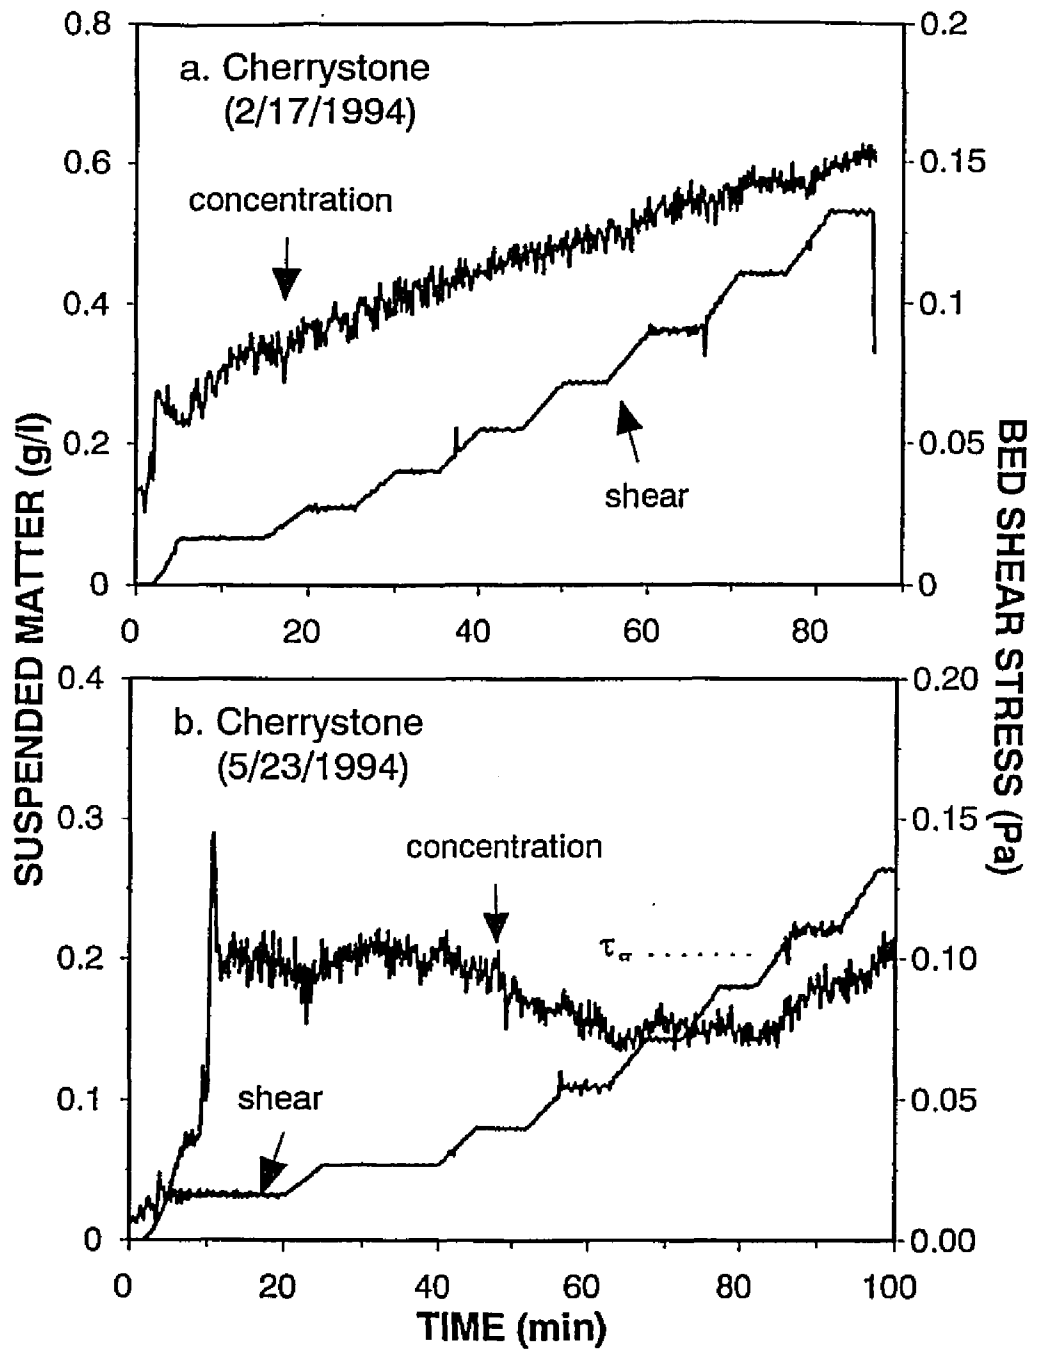 0.8
0.2
a. Cherrystone
(2/17/1994)
0.6
0.15
concentration
0.4
0.1
0.2
0.05
shear
0
0
0 20 40 60 80
SUSPENDED MATTER (g/l)
BED SHEAR STRESS (Pa)
0.4
0.20
b. Cherrystone
(5/23/1994)
0.3
0.15
concentration
τcr
0.2
0.10
shear
0.1
0.05
0
0.00
0 20 40 60 80 100
TIME (min)